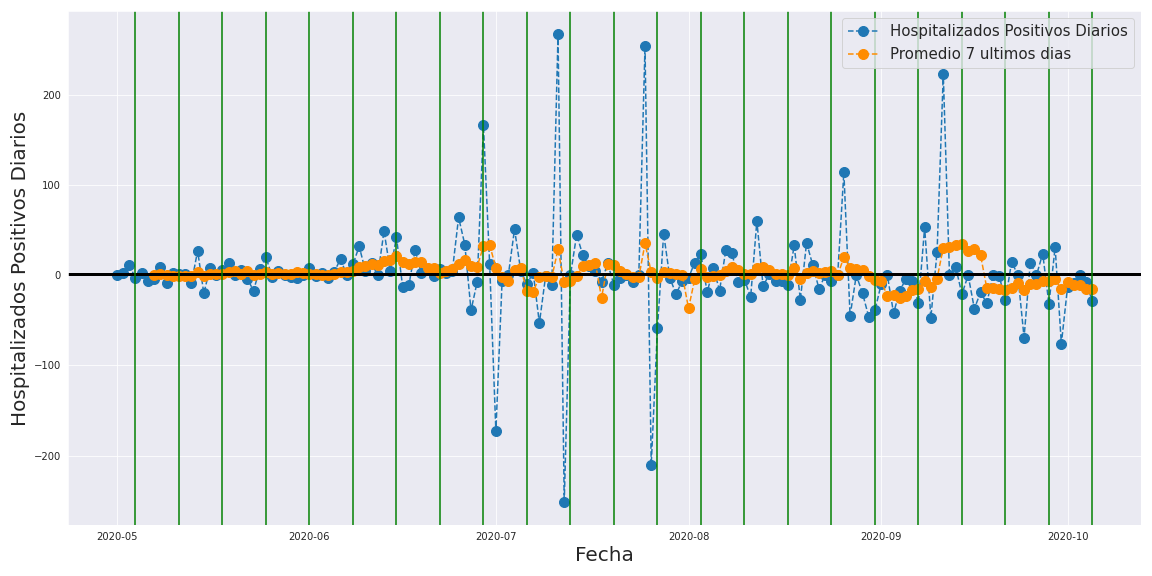 Hospitalizados Positivos Diarios
Promedio 7 ultimos dias
Hospitalizados Positivos Diarios
200
100
0
−100
−200
2020-05
2020-06
2020-07
2020-08
2020-09
2020-10
Fecha